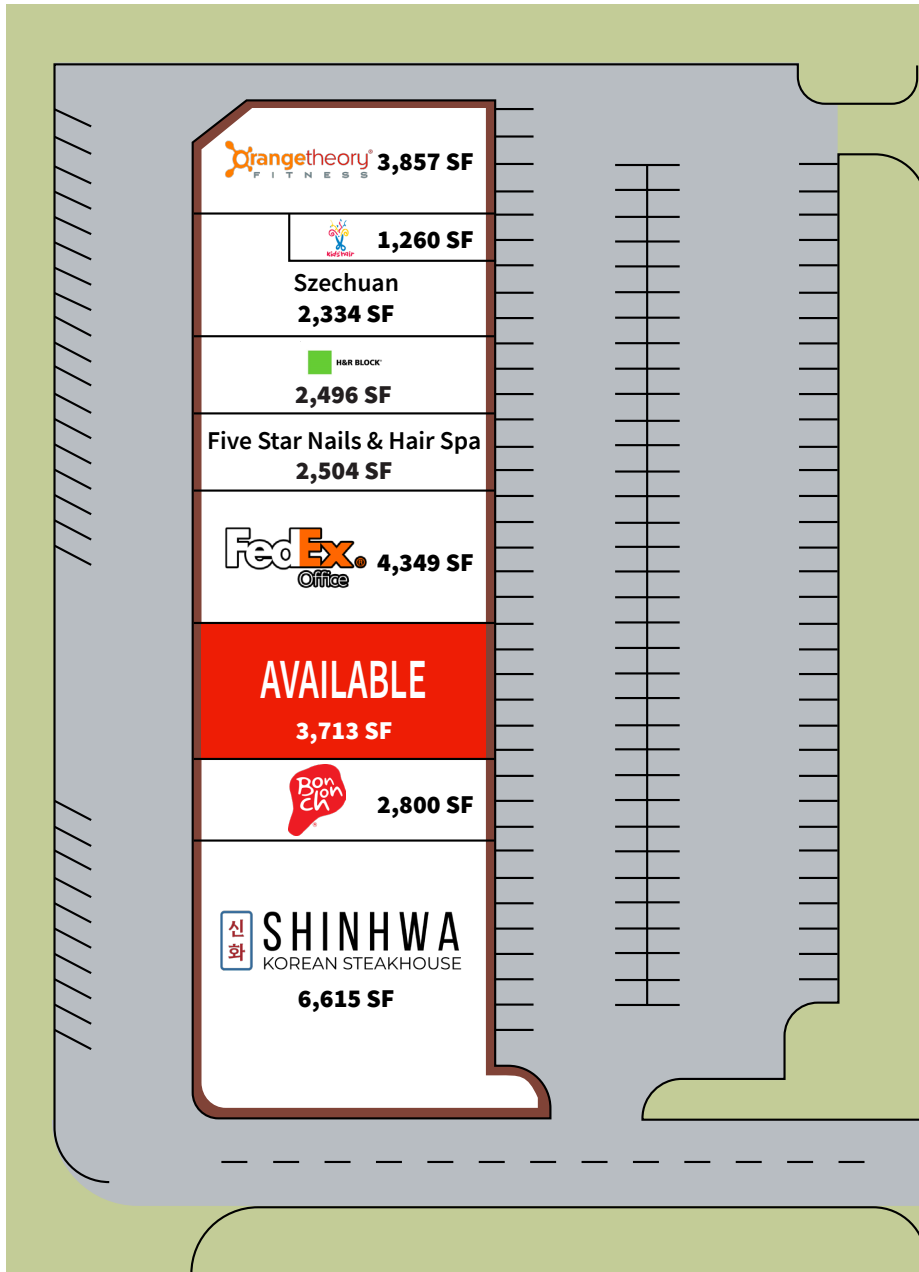 Orangetheory® 3,857 SF
FITNESS
kids'hair 1,260 SF
Szechuan
2,334 SF
H&R BLOCK®
2,496 SF
Five Star Nails & Hair Spa
2,504 SF
FedEx® 4,349 SF
Office
AVAILABLE
3,713 SF
Bon
chon® 2,800 SF
신화
SHINHWA
KOREAN STEAKHOUSE
6,615 SF